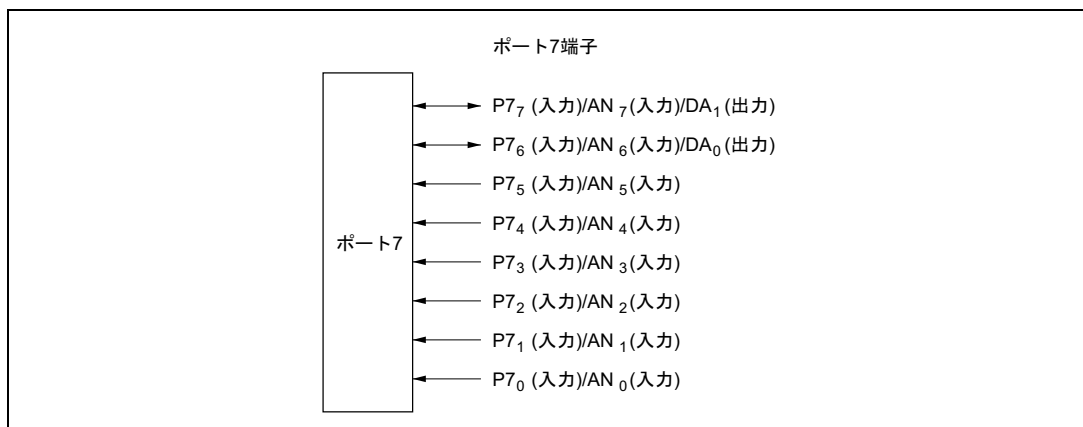 ポート7端子
P7₇ (入力)/AN ₇(入力)/DA₁(出力)
P7₆ (入力)/AN ₆(入力)/DA₀(出力)
P7₅ (入力)/AN ₅(入力)
P7₄ (入力)/AN ₄(入力)
ポート7
P7₃ (入力)/AN ₃(入力)
P7₂ (入力)/AN ₂(入力)
P7₁ (入力)/AN ₁(入力)
P7₀ (入力)/AN ₀(入力)